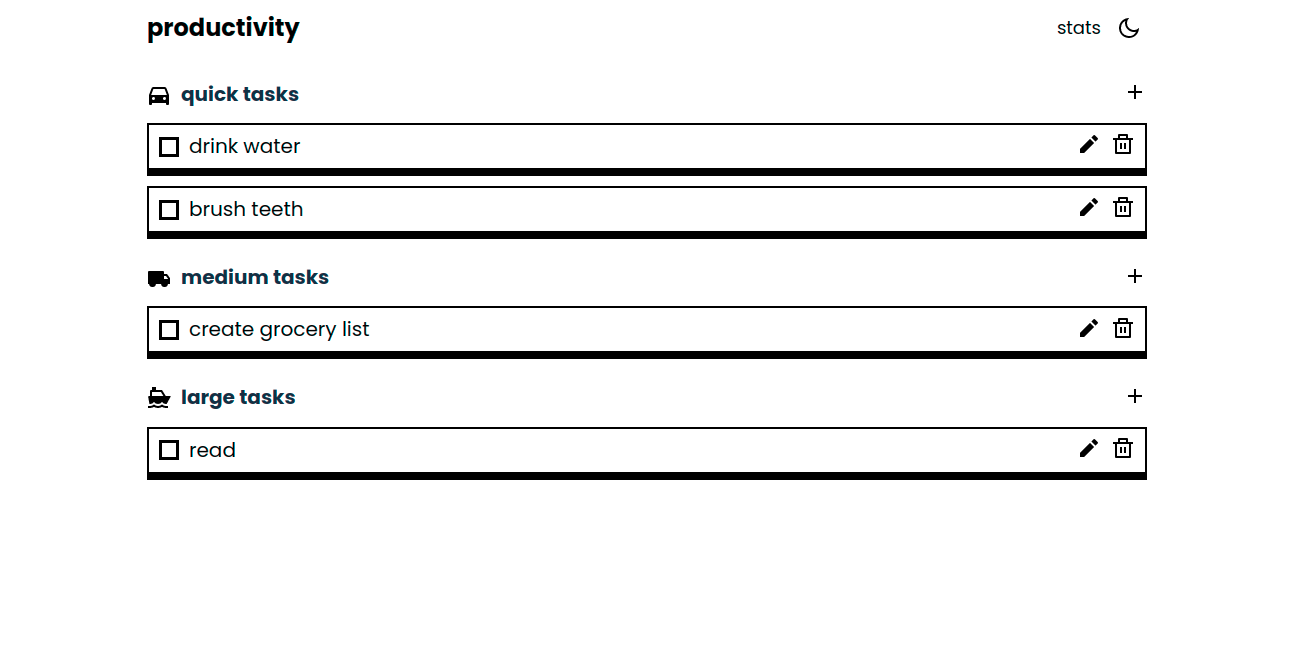 productivity
stats
quick tasks
drink water
brush teeth
medium tasks
create grocery list
large tasks
read